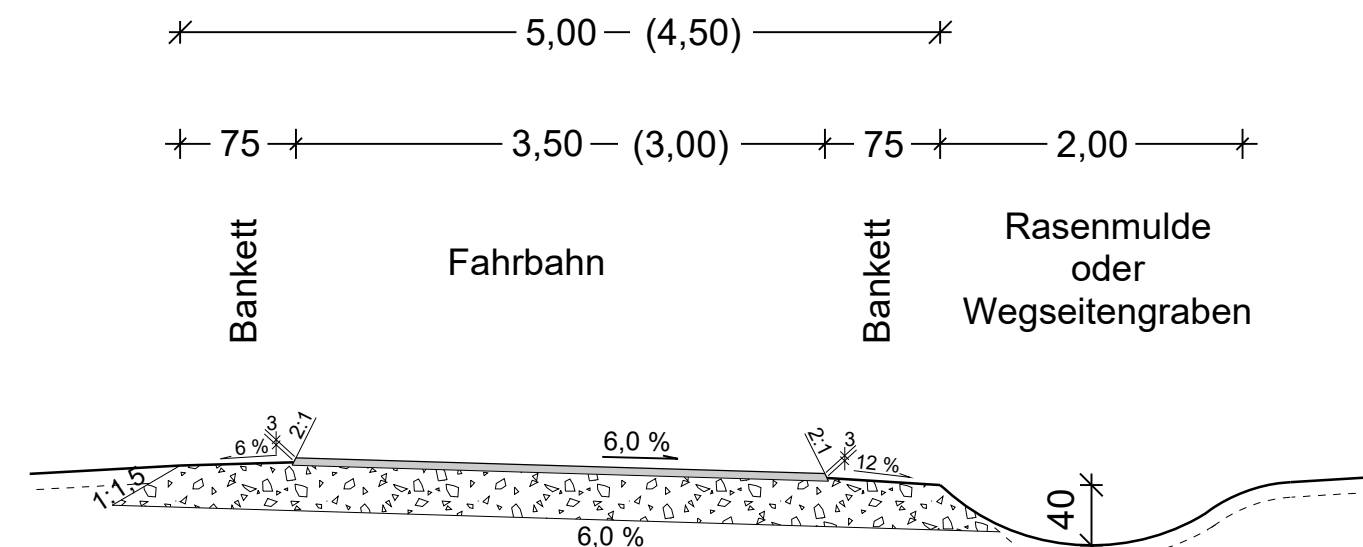 5,00 (4,50)
75 3,50 (3,00) 75 2,00
Bankett
Fahrbahn
Bankett
Rasenmulde
oder
Wegseitengraben
3
2:1
6 %
6,0 %
2:1
3
12 %
1:1,5
40
6,0 %